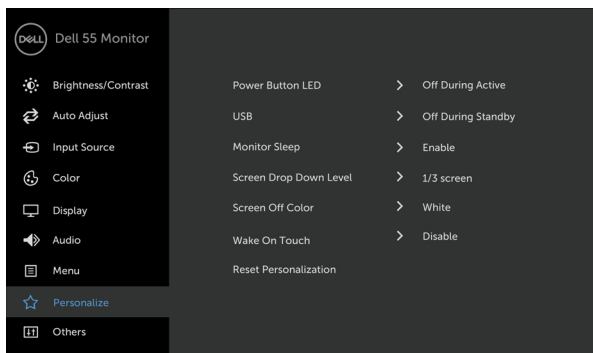 DELL Dell 55 Monitor
Brightness/Contrast
Auto Adjust
Input Source
Color
Display
Audio
Menu
Personalize
Others
Power Button LED Off During Active
USB Off During Standby
Monitor Sleep Enable
Screen Drop Down Level 1/3 screen
Screen Off Color White
Wake On Touch Disable
Reset Personalization